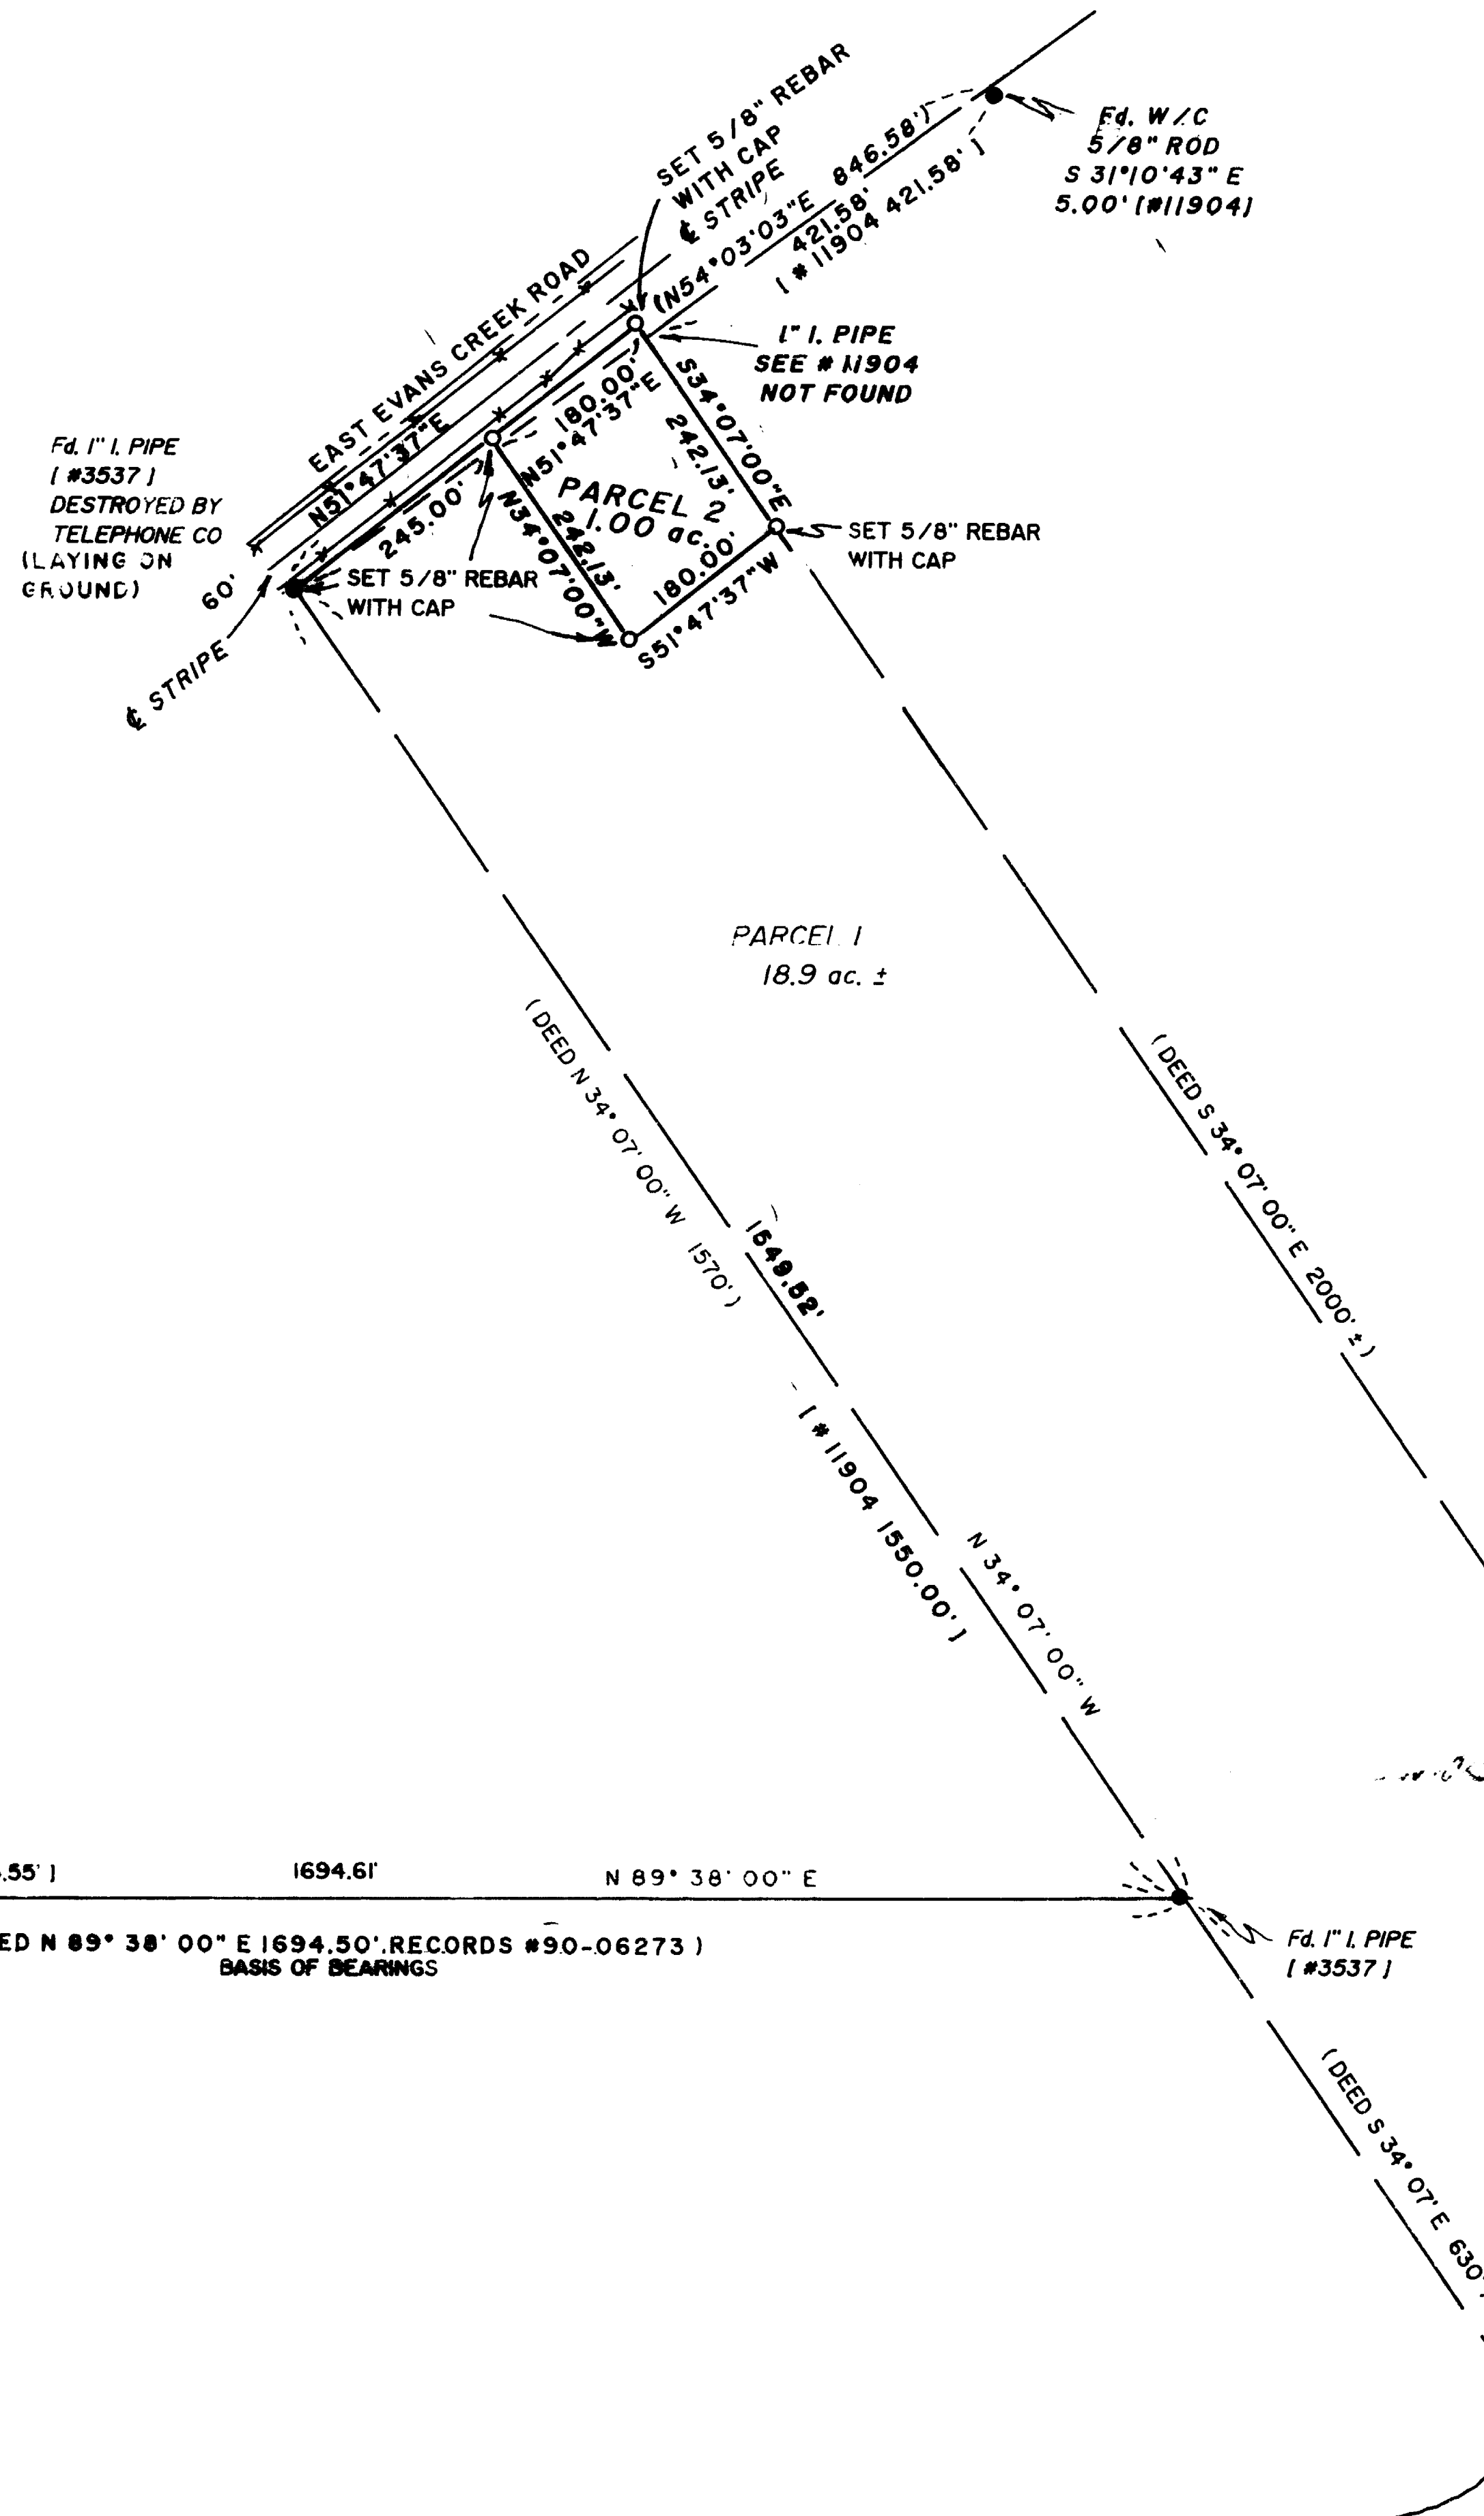 SET 5/8" REBAR
WITH CAP
℄ STRIPE
Fd. W/C
5/8" ROD
S 31°10'43" E
5.00' (#11904)
(N54°03'03"E 846.58')
421.58'
( #11904 421.58' )
EAST EVANS CREEK ROAD
N51°47'37"E
1" I. PIPE
SEE #11904
NOT FOUND
Fd. 1" I. PIPE
( #3537 )
DESTROYED BY
TELEPHONE CO
(LAYING ON
GROUND)
60'
℄ STRIPE
245.00'
180.00'
N51°47'37"E
S34°07'00"E
242.13'
PARCEL 2
1.00 ac.
N34°07'00"W
242.13'
180.00'
S51°47'37"W
SET 5/8" REBAR
WITH CAP
SET 5/8" REBAR
WITH CAP
PARCEL 1
18.9 ac. ±
(DEED N 34°07'00" W 1570')
1649.52'
( #11904 1550.00' )
N 34°07'00" W
(DEED S 34°07'00" E 2000' ±)
.55' )
1694.61'
N 89° 38' 00" E
ED N 89° 38' 00" E 1694.50'.RECORDS #90-06273 )
BASIS OF BEARINGS
Fd. 1" I. PIPE
( #3537 )
(DEED S 34°07' E 630'